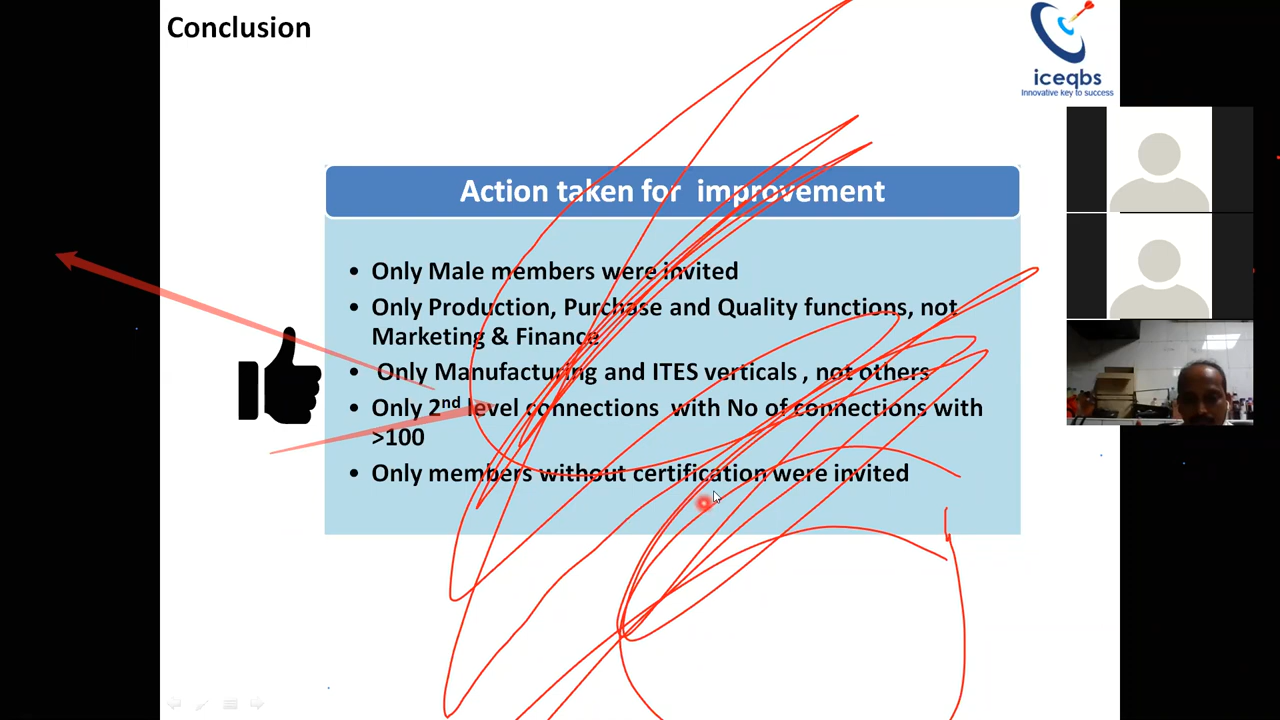 Conclusion
iceqbs
Innovative key to success
Action taken for improvement
• Only Male members were invited
• Only Production, Purchase and Quality functions, not
Marketing & Finance
• Only Manufacturing and ITES verticals , not others
• Only 2nd level connections with No of connections with
>100
• Only members without certification were invited